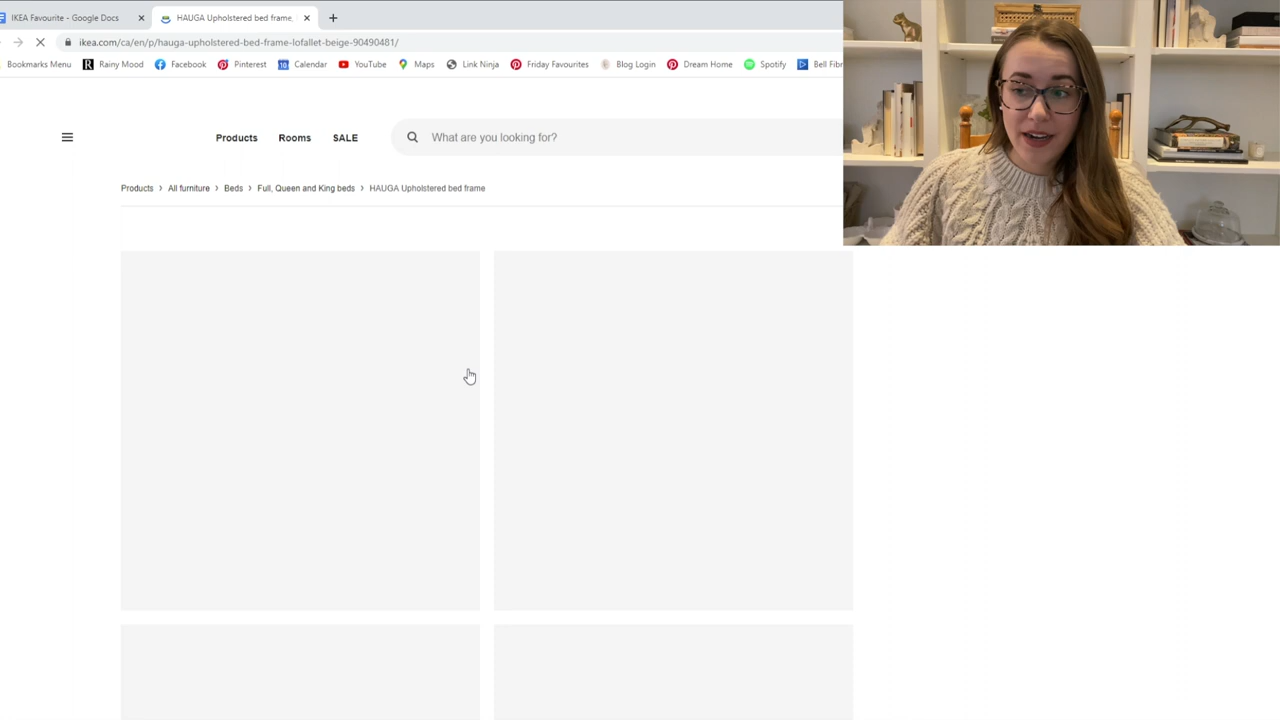 IKEA Favourite - Google Docs
HAUGA Upholstered bed frame,
ikea.com/ca/en/p/hauga-upholstered-bed-frame-lofallet-beige-90490481/
Bookmarks Menu Rainy Mood Facebook Pinterest 10 Calendar YouTube Maps Link Ninja Friday Favourites Blog Login Dream Home Spotify Bell Fib
Products Rooms SALE What are you looking for?
Products > All furniture > Beds > Full, Queen and King beds > HAUGA Upholstered bed frame